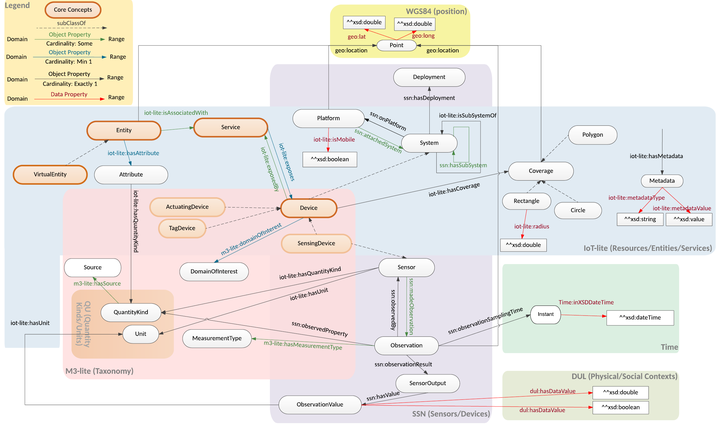 Legend
Core Concepts
subClassOf
Domain
Object Property
Range
Cardinality: Some
Domain
Object Property
Range
Cardinality: Min 1
Domain
Object Property
Range
Cardinality: Exactly 1
Domain
Data Property
Range
WGS84 (position)
^^xsd:double
^^xsd:double
geo:lat
geo:long
geo:location
Point
geo:location
Deployment
ssn:hasDeployment
iot-lite:isAssociatedWith
Platform
ssn:onPlatform
iot-lite:isSubSystemOf
Entity
Service
System
ssn:attachedSystem
iot-lite:isMobile
^^xsd:boolean
ssn:hasSubSystem
Polygon
iot-lite:hasAttribute
iot-lite:exposes
iot-lite:exposedBy
iot-lite:hasMetadata
VirtualEntity
Attribute
Coverage
Metadata
iot-lite:hasCoverage
iot-lite:metadataType
iot-lite:metadataValue
ActuatingDevice
Device
Rectangle
Circle
^^xsd:string
^^xsd:value
TagDevice
iot-lite:radius
iot-lite:hasQuantityKind
m3-lite:domainOfInterest
SensingDevice
^^xsd:double
IoT-lite (Resources/Entities/Services)
Source
DomainOfInterest
iot-lite:hasQuantityKind
Sensor
m3-lite:hasSource
iot-lite:hasUnit
ssn:observedBy
ssn:madeObservation
QU (Quantity
Kinds/Units)
QuantityKind
Unit
ssn:observedProperty
ssn:observationSamplingTime
Instant
Time:inXSDDateTime
^^xsd:dateTime
iot-lite:hasUnit
MeasurementType
m3-lite:hasMeasurementType
Observation
Time
ssn:observationResult
M3-lite (Taxonomy)
SensorOutput
DUL (Physical/Social Contexts)
ssn:hasValue
dul:hasDataValue
^^xsd:double
ObservationValue
dul:hasDataValue
^^xsd:boolean
SSN (Sensors/Devices)